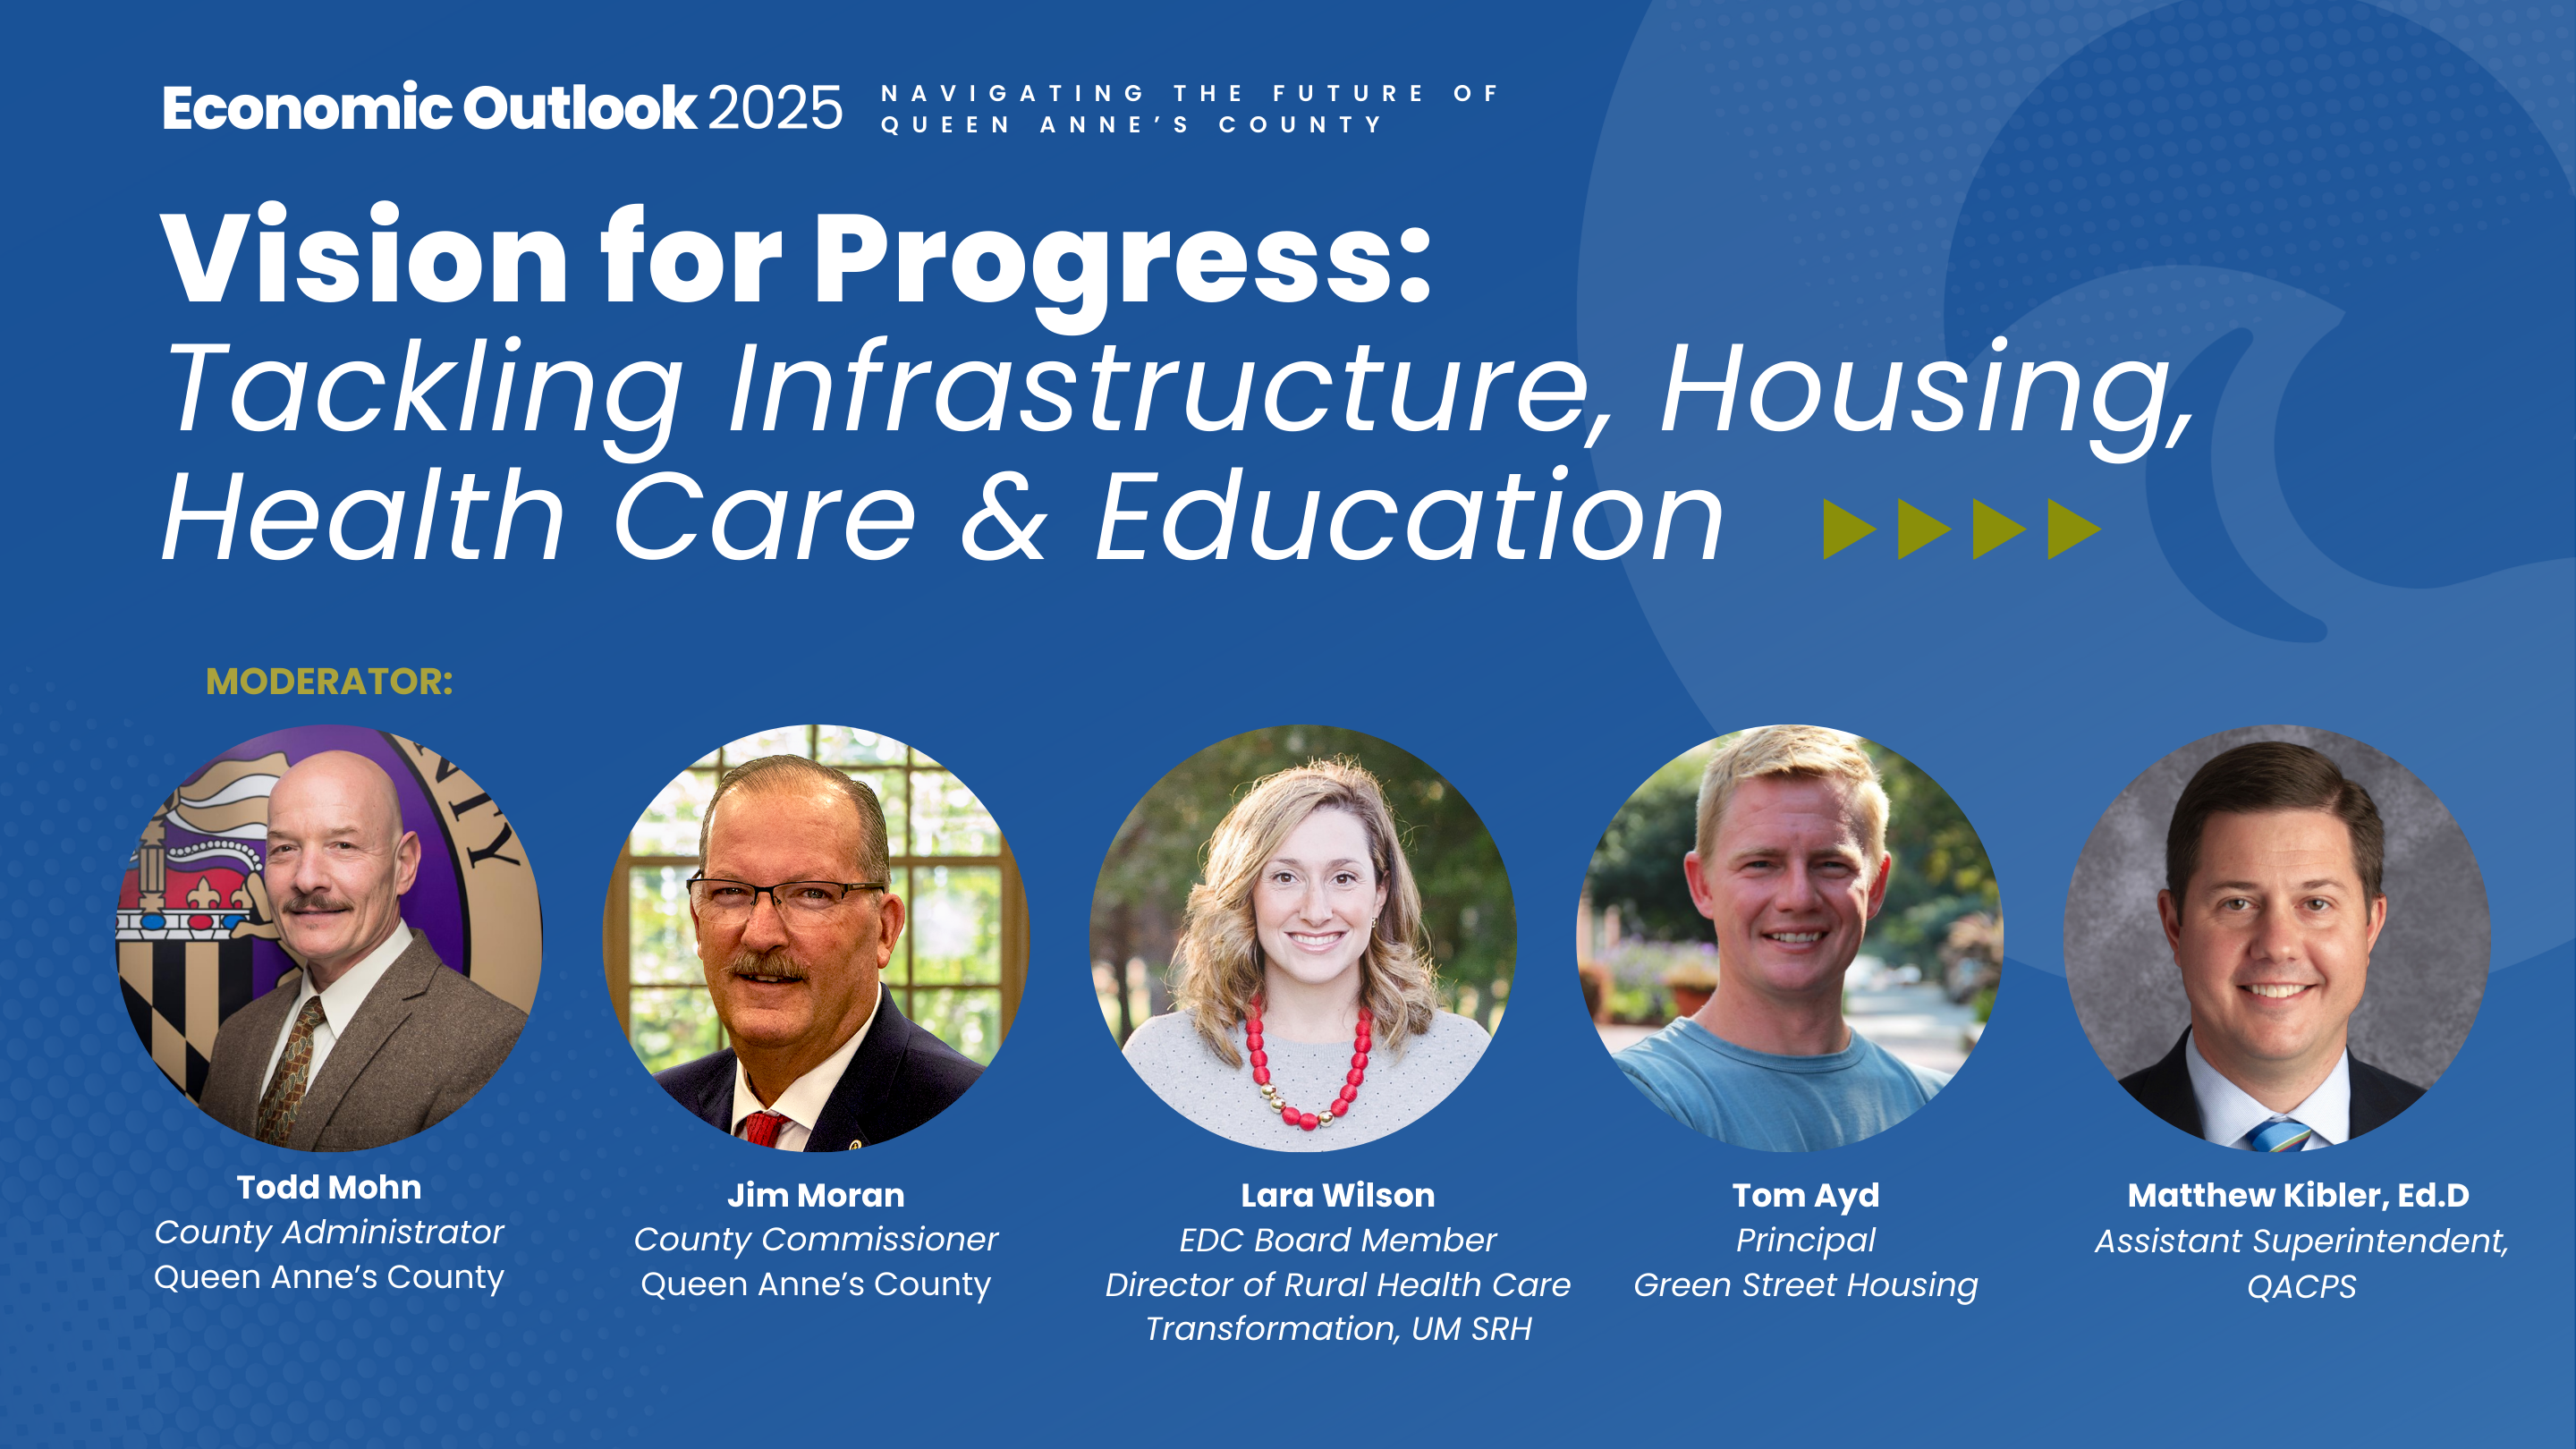 Economic Outlook 2025
NAVIGATING THE FUTURE OF
QUEEN ANNE'S COUNTY
Vision for Progress:
Tackling Infrastructure, Housing,
Health Care & Education
MODERATOR:
NTY
Todd Mohn
County Administrator
Queen Anne's County
Jim Moran
County Commissioner
Queen Anne's County
Lara Wilson
EDC Board Member
Director of Rural Health Care
Transformation, UM SRH
Tom Ayd
Principal
Green Street Housing
Matthew Kibler, Ed.D
Assistant Superintendent,
QACPS